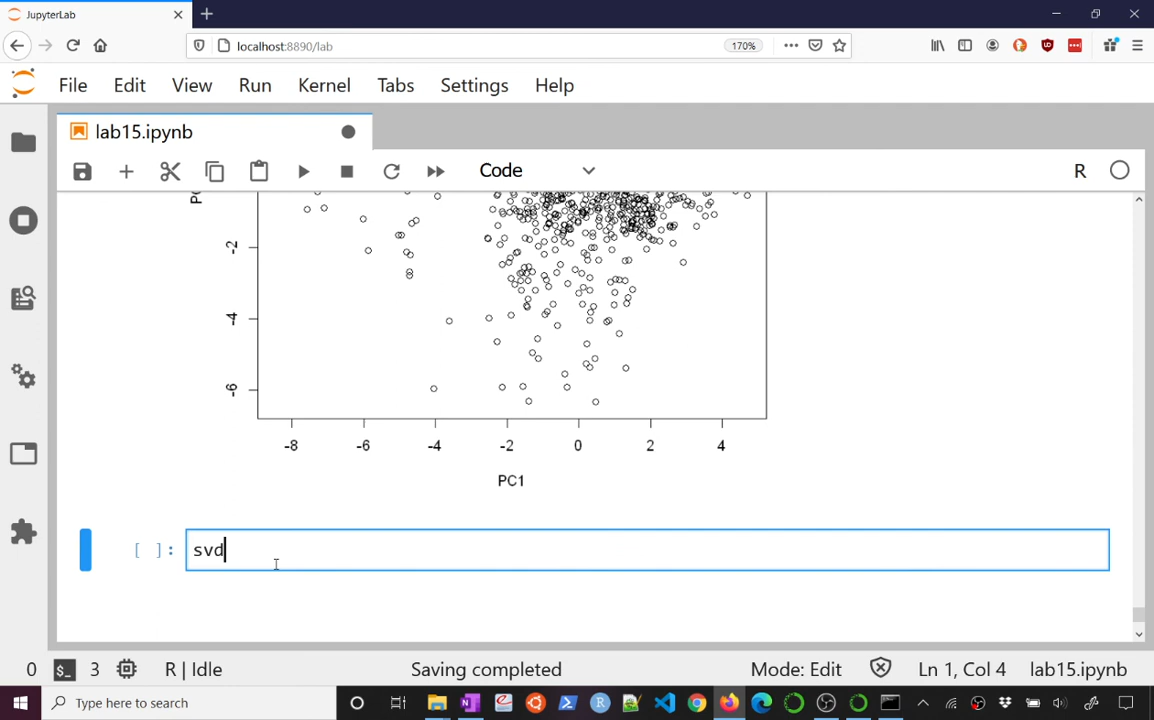 JupyterLab
localhost:8890/lab
170%
File Edit View Run Kernel Tabs Settings Help
lab15.ipynb
Code
R
-2
-4
-6
-8 -6 -4 -2 0 2 4
PC1
[ ]: svd
0 $_ 3 R | Idle Saving completed Mode: Edit Ln 1, Col 4 lab15.ipynb
Type here to search